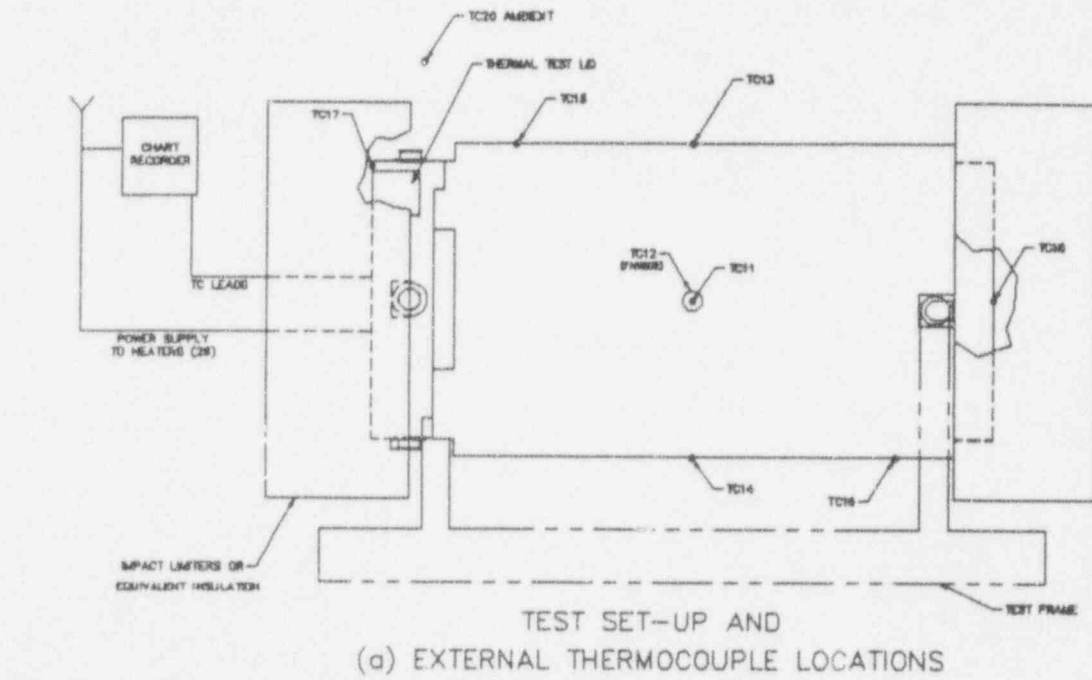 TC20 AMBIENT
THERMAL TEST LID
TC15
TC13
TC17
CHART
RECORDER
TC12
TC11
TC LEADS
POWER SUPPLY
TO HEATERS (28)
TC14
TC16
IMPACT LIMITERS OR
EQUIVALENT INSULATION
TEST FRAME
TEST SET-UP AND
(a) EXTERNAL THERMOCOUPLE LOCATIONS